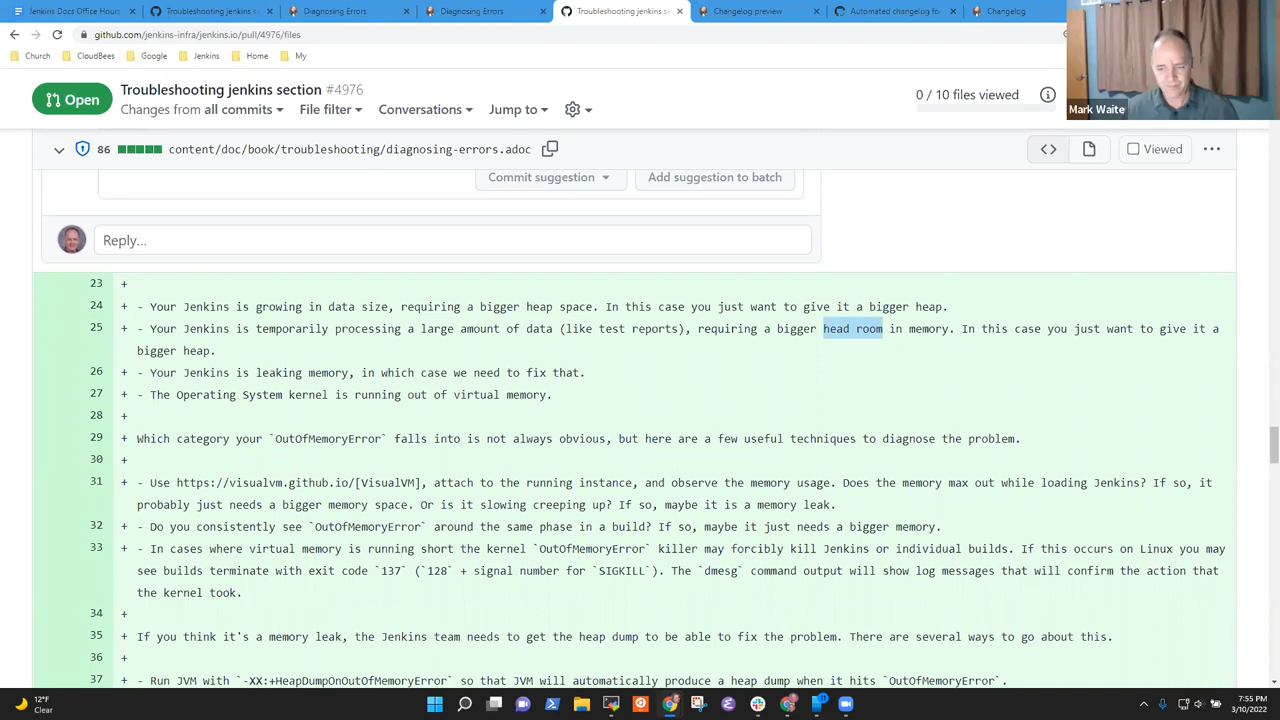 Jenkins Docs Office Hours
Troubleshooting jenkins se
Diagnosing Errors
Diagnosing Errors
Troubleshooting jenkins se
Changelog preview
Automated changelog fo
Changelog
github.com/jenkins-infra/jenkins.io/pull/4976/files
Church
CloudBees
Google
Jenkins
Home
My
Mark Waite
Open
Troubleshooting jenkins section #4976
Changes from all commits
File filter
Conversations
Jump to
0 / 10 files viewed
86
content/doc/book/troubleshooting/diagnosing-errors.adoc
Viewed
Commit suggestion
Add suggestion to batch
Reply...
23 +
24 + - Your Jenkins is growing in data size, requiring a bigger heap space. In this case you just want to give it a bigger heap.
25 + - Your Jenkins is temporarily processing a large amount of data (like test reports), requiring a bigger head room in memory. In this case you just want to give it a
bigger heap.
26 + - Your Jenkins is leaking memory, in which case we need to fix that.
27 + - The Operating System kernel is running out of virtual memory.
28 +
29 + Which category your `OutOfMemoryError` falls into is not always obvious, but here are a few useful techniques to diagnose the problem.
30 +
31 + - Use https://visualvm.github.io/[VisualVM], attach to the running instance, and observe the memory usage. Does the memory max out while loading Jenkins? If so, it
probably just needs a bigger memory space. Or is it slowing creeping up? If so, maybe it is a memory leak.
32 + - Do you consistently see `OutOfMemoryError` around the same phase in a build? If so, maybe it just needs a bigger memory.
33 + - In cases where virtual memory is running short the kernel `OutOfMemoryError` killer may forcibly kill Jenkins or individual builds. If this occurs on Linux you may
see builds terminate with exit code `137` (`128` + signal number for `SIGKILL`). The `dmesg` command output will show log messages that will confirm the action that
the kernel took.
34 +
35 + If you think it's a memory leak, the Jenkins team needs to get the heap dump to be able to fix the problem. There are several ways to go about this.
36 +
37 + - Run JVM with `-XX:+HeapDumpOnOutOfMemoryError` so that JVM will automatically produce a heap dump when it hits `OutOfMemoryError`.
12°F
Clear
7:55 PM
3/10/2022